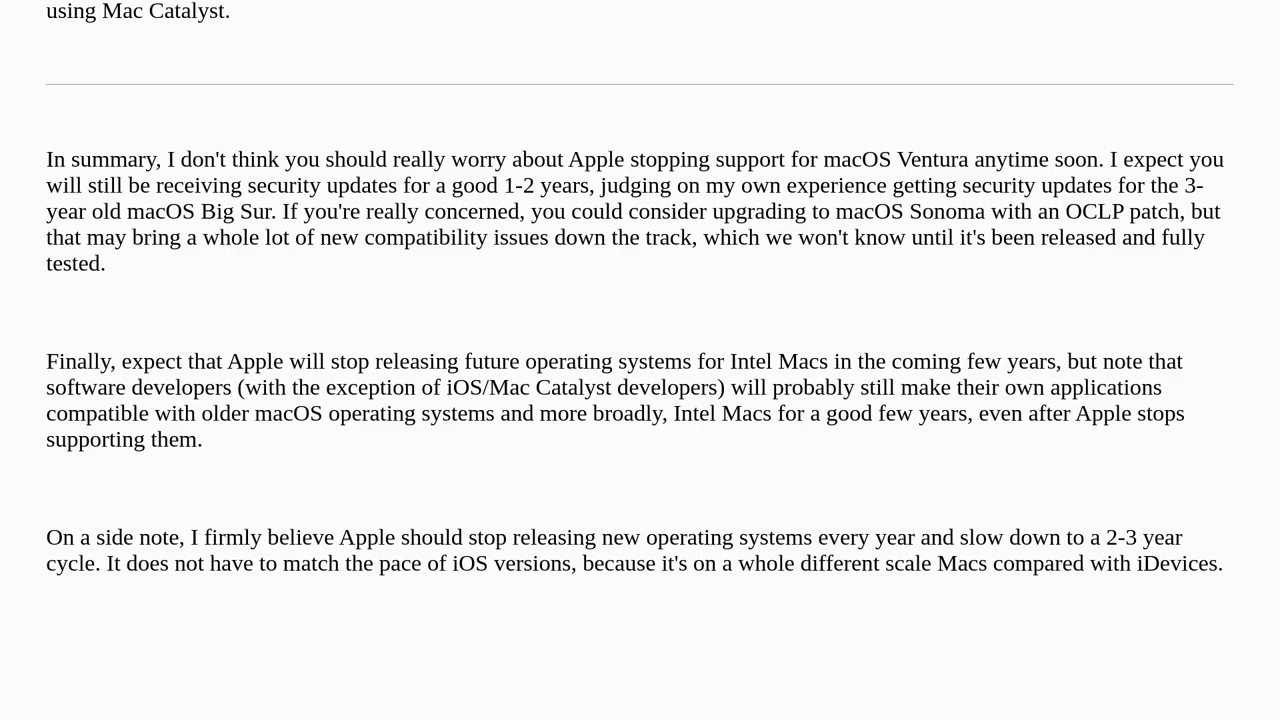 using Mac Catalyst.
In summary, I don't think you should really worry about Apple stopping support for macOS Ventura anytime soon. I expect you
will still be receiving security updates for a good 1-2 years, judging on my own experience getting security updates for the 3-
year old macOS Big Sur. If you're really concerned, you could consider upgrading to macOS Sonoma with an OCLP patch, but
that may bring a whole lot of new compatibility issues down the track, which we won't know until it's been released and fully
tested.
Finally, expect that Apple will stop releasing future operating systems for Intel Macs in the coming few years, but note that
software developers (with the exception of iOS/Mac Catalyst developers) will probably still make their own applications
compatible with older macOS operating systems and more broadly, Intel Macs for a good few years, even after Apple stops
supporting them.
On a side note, I firmly believe Apple should stop releasing new operating systems every year and slow down to a 2-3 year
cycle. It does not have to match the pace of iOS versions, because it's on a whole different scale Macs compared with iDevices.